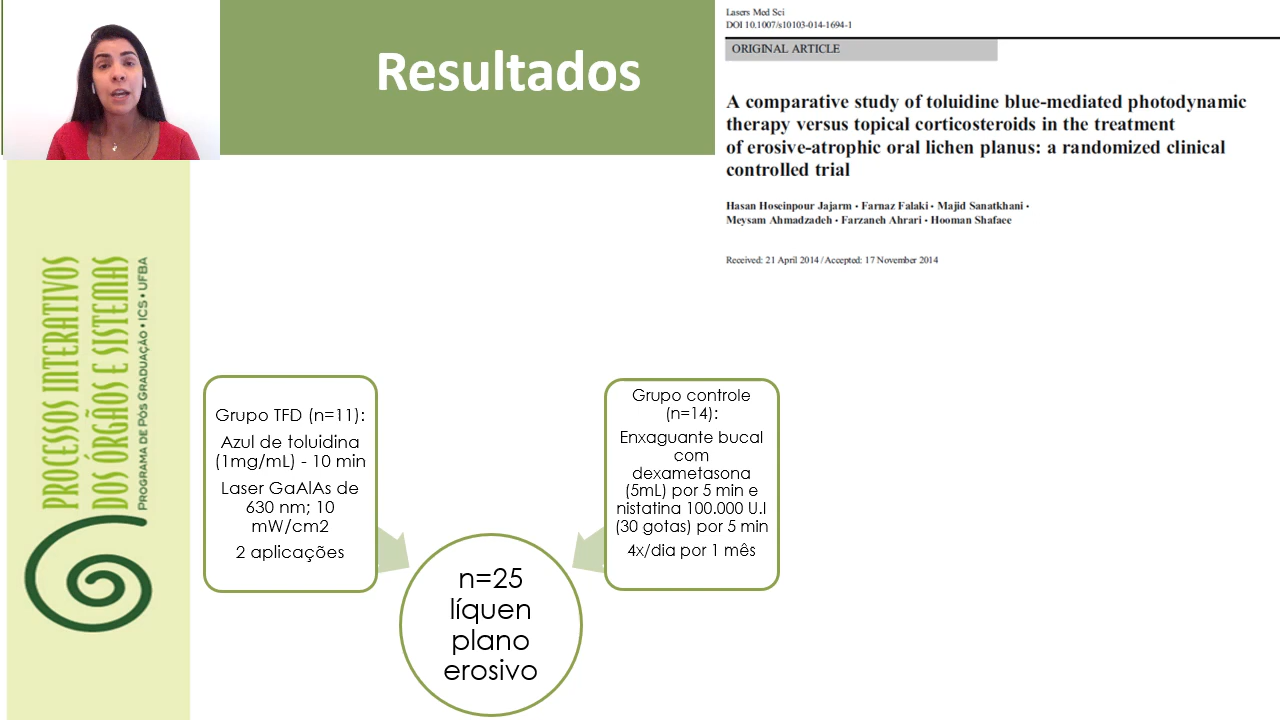 Resultados
Lasers Med Sci
DOI 10.1007/s10103-014-1694-1
ORIGINAL ARTICLE
A comparative study of toluidine blue-mediated photodynamic
therapy versus topical corticosteroids in the treatment
of erosive-atrophic oral lichen planus: a randomized clinical
controlled trial
Hasan Hoseinpour Jajarm • Farnaz Falaki • Majid Sanatkhani •
Meysam Ahmadzadeh • Farzaneh Ahrari • Hooman Shafaee
Received: 21 April 2014 / Accepted: 17 November 2014
PROCESSOS INTERATIVOS
DOS ÓRGÃOS E SISTEMAS
PROGRAMA DE PÓS GRADUAÇÃO • ICS • UFBA
Grupo TFD (n=11):
Azul de toluidina
(1mg/mL) - 10 min
Laser GaAlAs de
630 nm; 10
mW/cm2
2 aplicações
Grupo controle
(n=14):
Enxaguante bucal
com
dexametasona
(5mL) por 5 min e
nistatina 100.000 U.I
(30 gotas) por 5 min
4x/dia por 1 mês
n=25
líquen
plano
erosivo